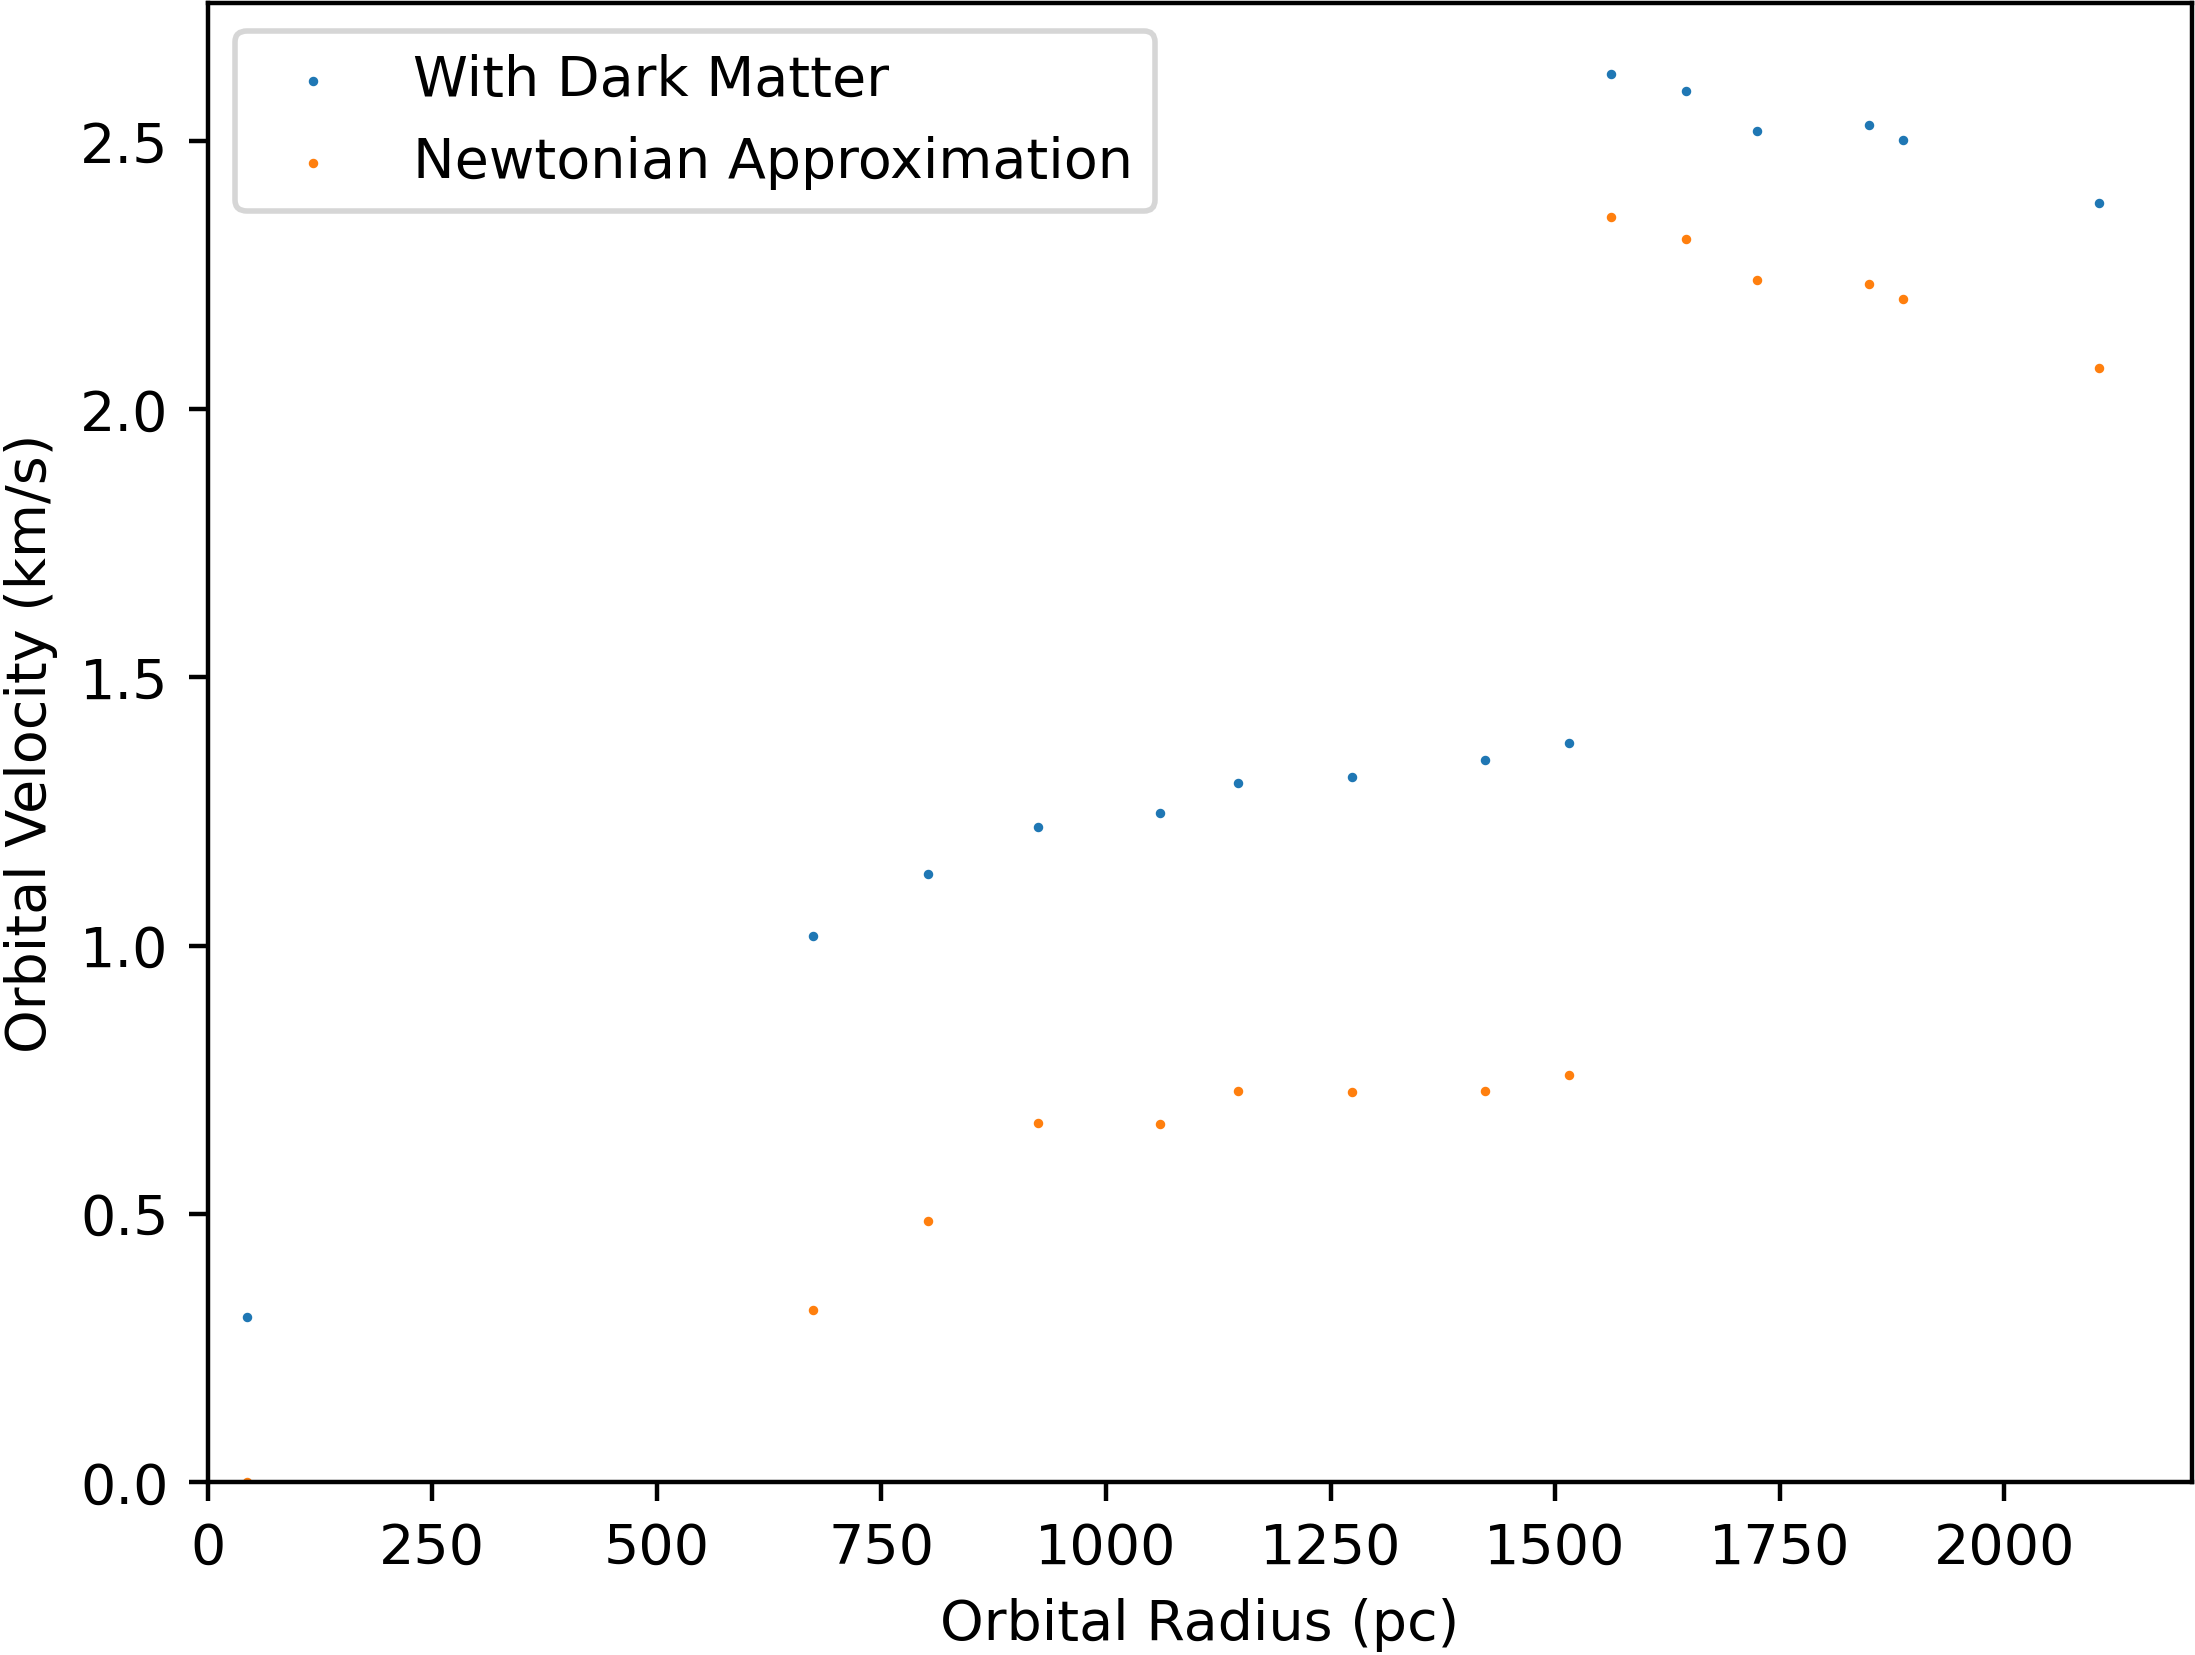 With Dark Matter
Newtonian Approximation
2.5
2.0
1.5
1.0
0.5
0.0
Orbital Velocity (km/s)
0 250 500 750 1000 1250 1500 1750 2000
Orbital Radius (pc)